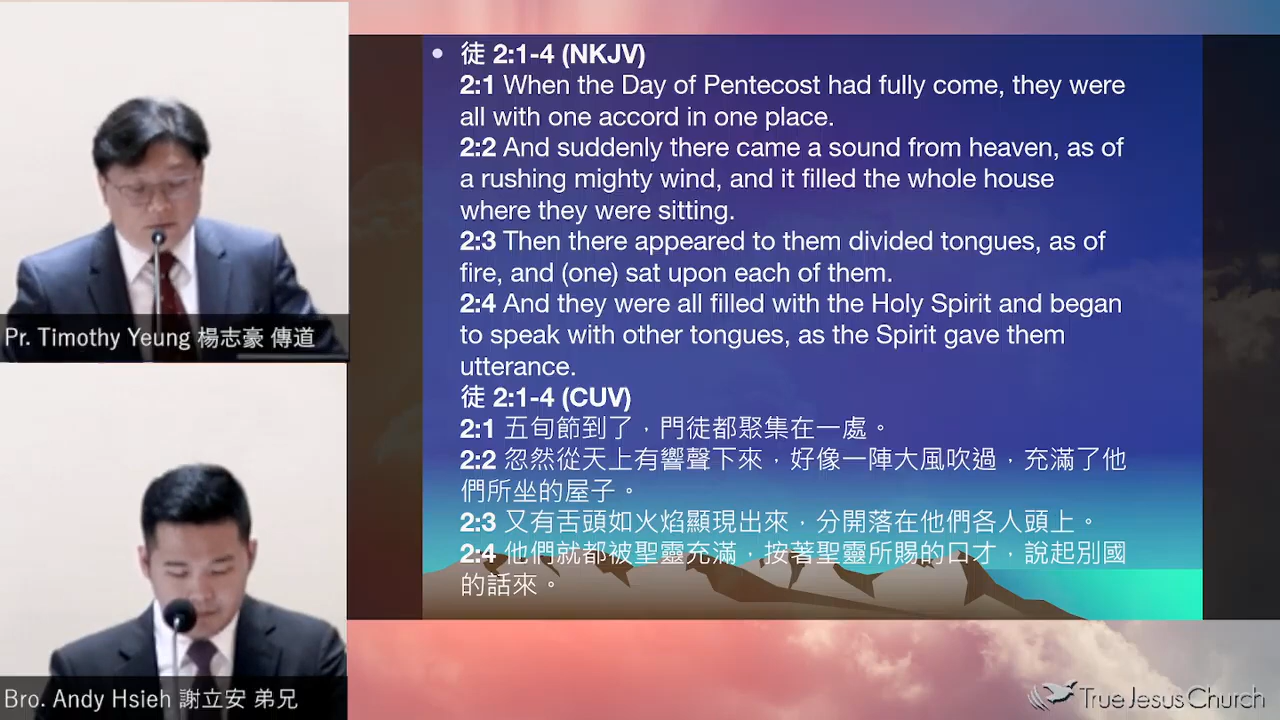 徒 2:1-4 (NKJV)
2:1 When the Day of Pentecost had fully come, they were
all with one accord in one place.
2:2 And suddenly there came a sound from heaven, as of
a rushing mighty wind, and it filled the whole house
where they were sitting.
2:3 Then there appeared to them divided tongues, as of
fire, and (one) sat upon each of them.
2:4 And they were all filled with the Holy Spirit and began
to speak with other tongues, as the Spirit gave them
utterance.
徒 2:1-4 (CUV)
2:1 五旬節到了，門徒都聚集在一處。
2:2 忽然從天上有響聲下來，好像一陣大風吹過，充滿了他
們所坐的屋子。
2:3 又有舌頭如火焰顯現出來，分開落在他們各人頭上。
2:4 他們就都被聖靈充滿，按著聖靈所賜的口才，說起別國
的話來。
Pr. Timothy Yeung 楊志豪 傳道
Bro. Andy Hsieh 謝立安 弟兄
True Jesus Church